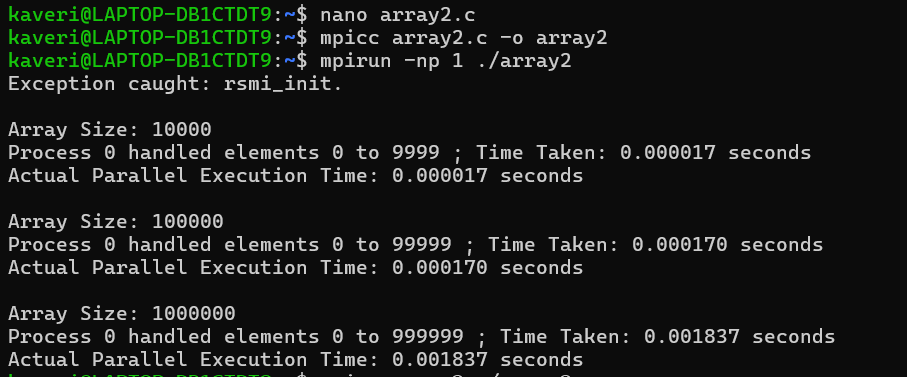 kaveri@LAPTOP-DB1CTDT9:~$ nano array2.c
kaveri@LAPTOP-DB1CTDT9:~$ mpicc array2.c -o array2
kaveri@LAPTOP-DB1CTDT9:~$ mpirun -np 1 ./array2
Exception caught: rsmi_init.
Array Size: 10000
Process 0 handled elements 0 to 9999 ; Time Taken: 0.000017 seconds
Actual Parallel Execution Time: 0.000017 seconds
Array Size: 100000
Process 0 handled elements 0 to 99999 ; Time Taken: 0.000170 seconds
Actual Parallel Execution Time: 0.000170 seconds
Array Size: 1000000
Process 0 handled elements 0 to 999999 ; Time Taken: 0.001837 seconds
Actual Parallel Execution Time: 0.001837 seconds
kaveri@LAPTOP-DB1CTDT9:~$